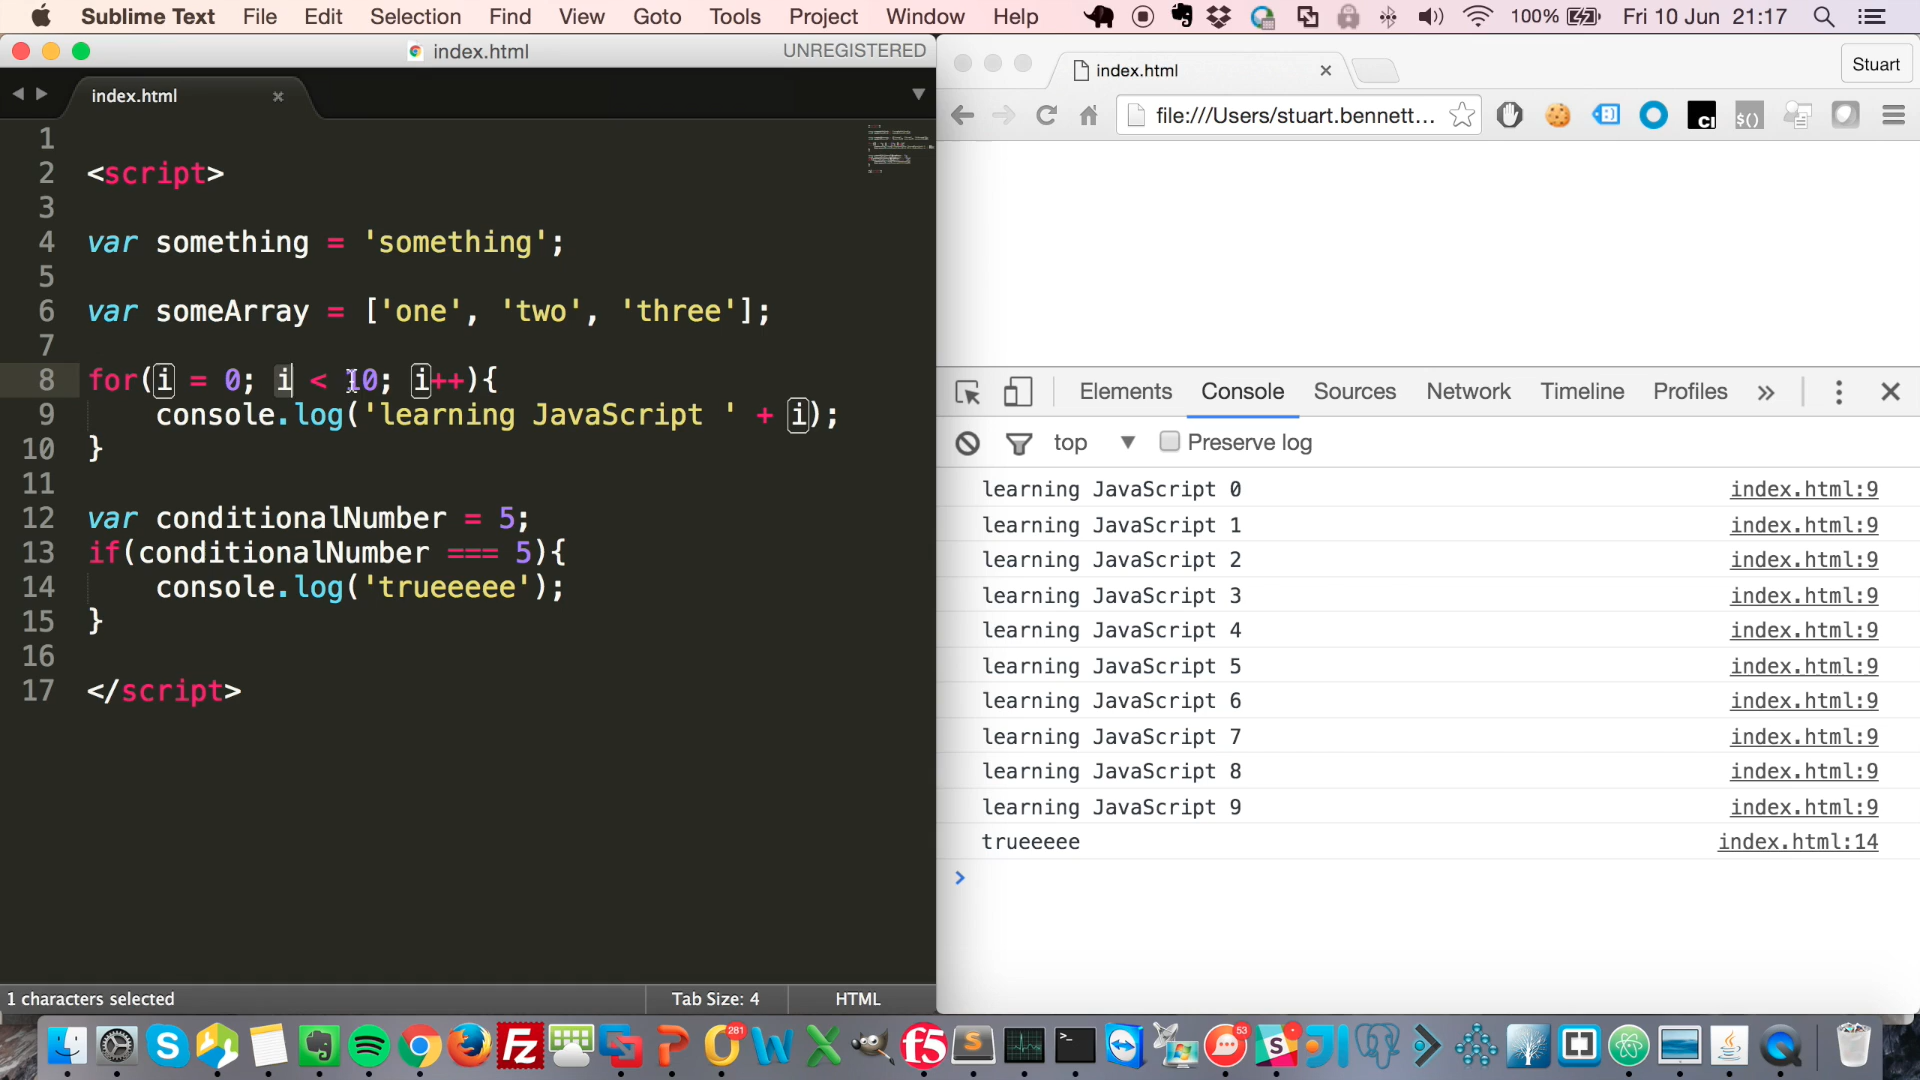 Sublime Text File Edit Selection Find View Goto Tools Project Window Help 100% Fri 10 Jun 21:17
index.html UNREGISTERED
index.html
1
2 <script>
3
4 var something = 'something';
5
6 var someArray = ['one', 'two', 'three'];
7
8 for(i = 0; i < 10; i++){
9 console.log('learning JavaScript ' + i);
10 }
11
12 var conditionalNumber = 5;
13 if(conditionalNumber === 5){
14 console.log('trueeeee');
15 }
16
17 </script>
1 characters selected Tab Size: 4 HTML
index.html Stuart
file:///Users/stuart.bennett... CI $()
Elements Console Sources Network Timeline Profiles »
top Preserve log
learning JavaScript 0 index.html:9
learning JavaScript 1 index.html:9
learning JavaScript 2 index.html:9
learning JavaScript 3 index.html:9
learning JavaScript 4 index.html:9
learning JavaScript 5 index.html:9
learning JavaScript 6 index.html:9
learning JavaScript 7 index.html:9
learning JavaScript 8 index.html:9
learning JavaScript 9 index.html:9
trueeeee index.html:14
>
S Fz P O 281 W X f5 S >_ 53 S